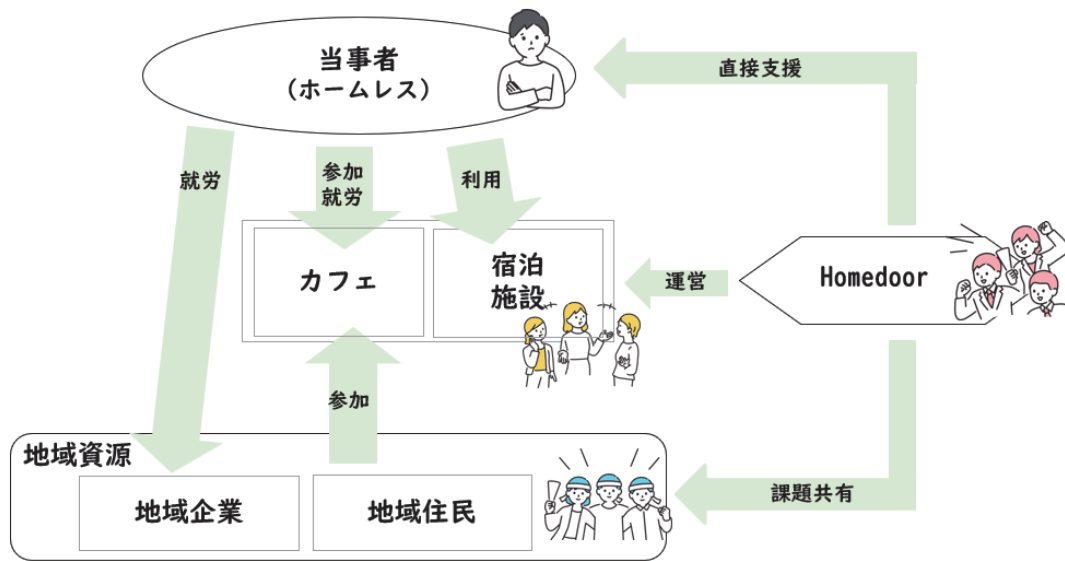 当事者
（ホームレス）
直接支援
就労
参加
就労
利用
カフェ
宿泊
施設
運営
Homedoor
参加
地域資源
地域企業
地域住民
課題共有